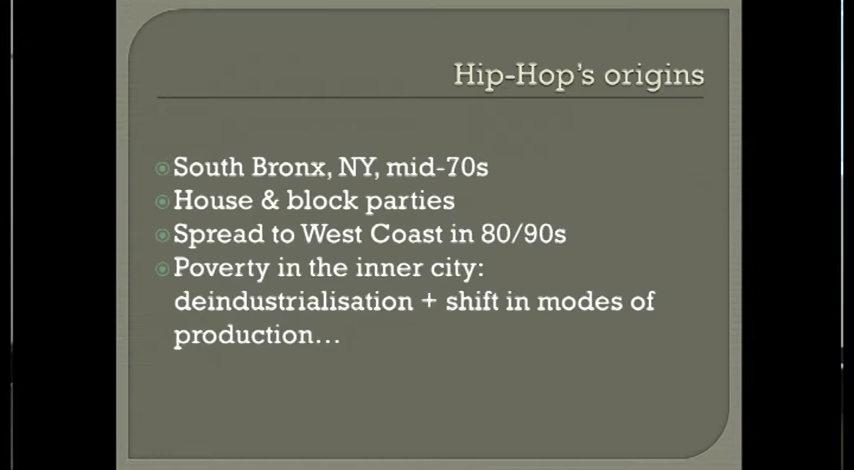 Hip-Hop's origins
South Bronx, NY, mid-70s
House & block parties
Spread to West Coast in 80/90s
Poverty in the inner city:
deindustrialisation + shift in modes of
production…